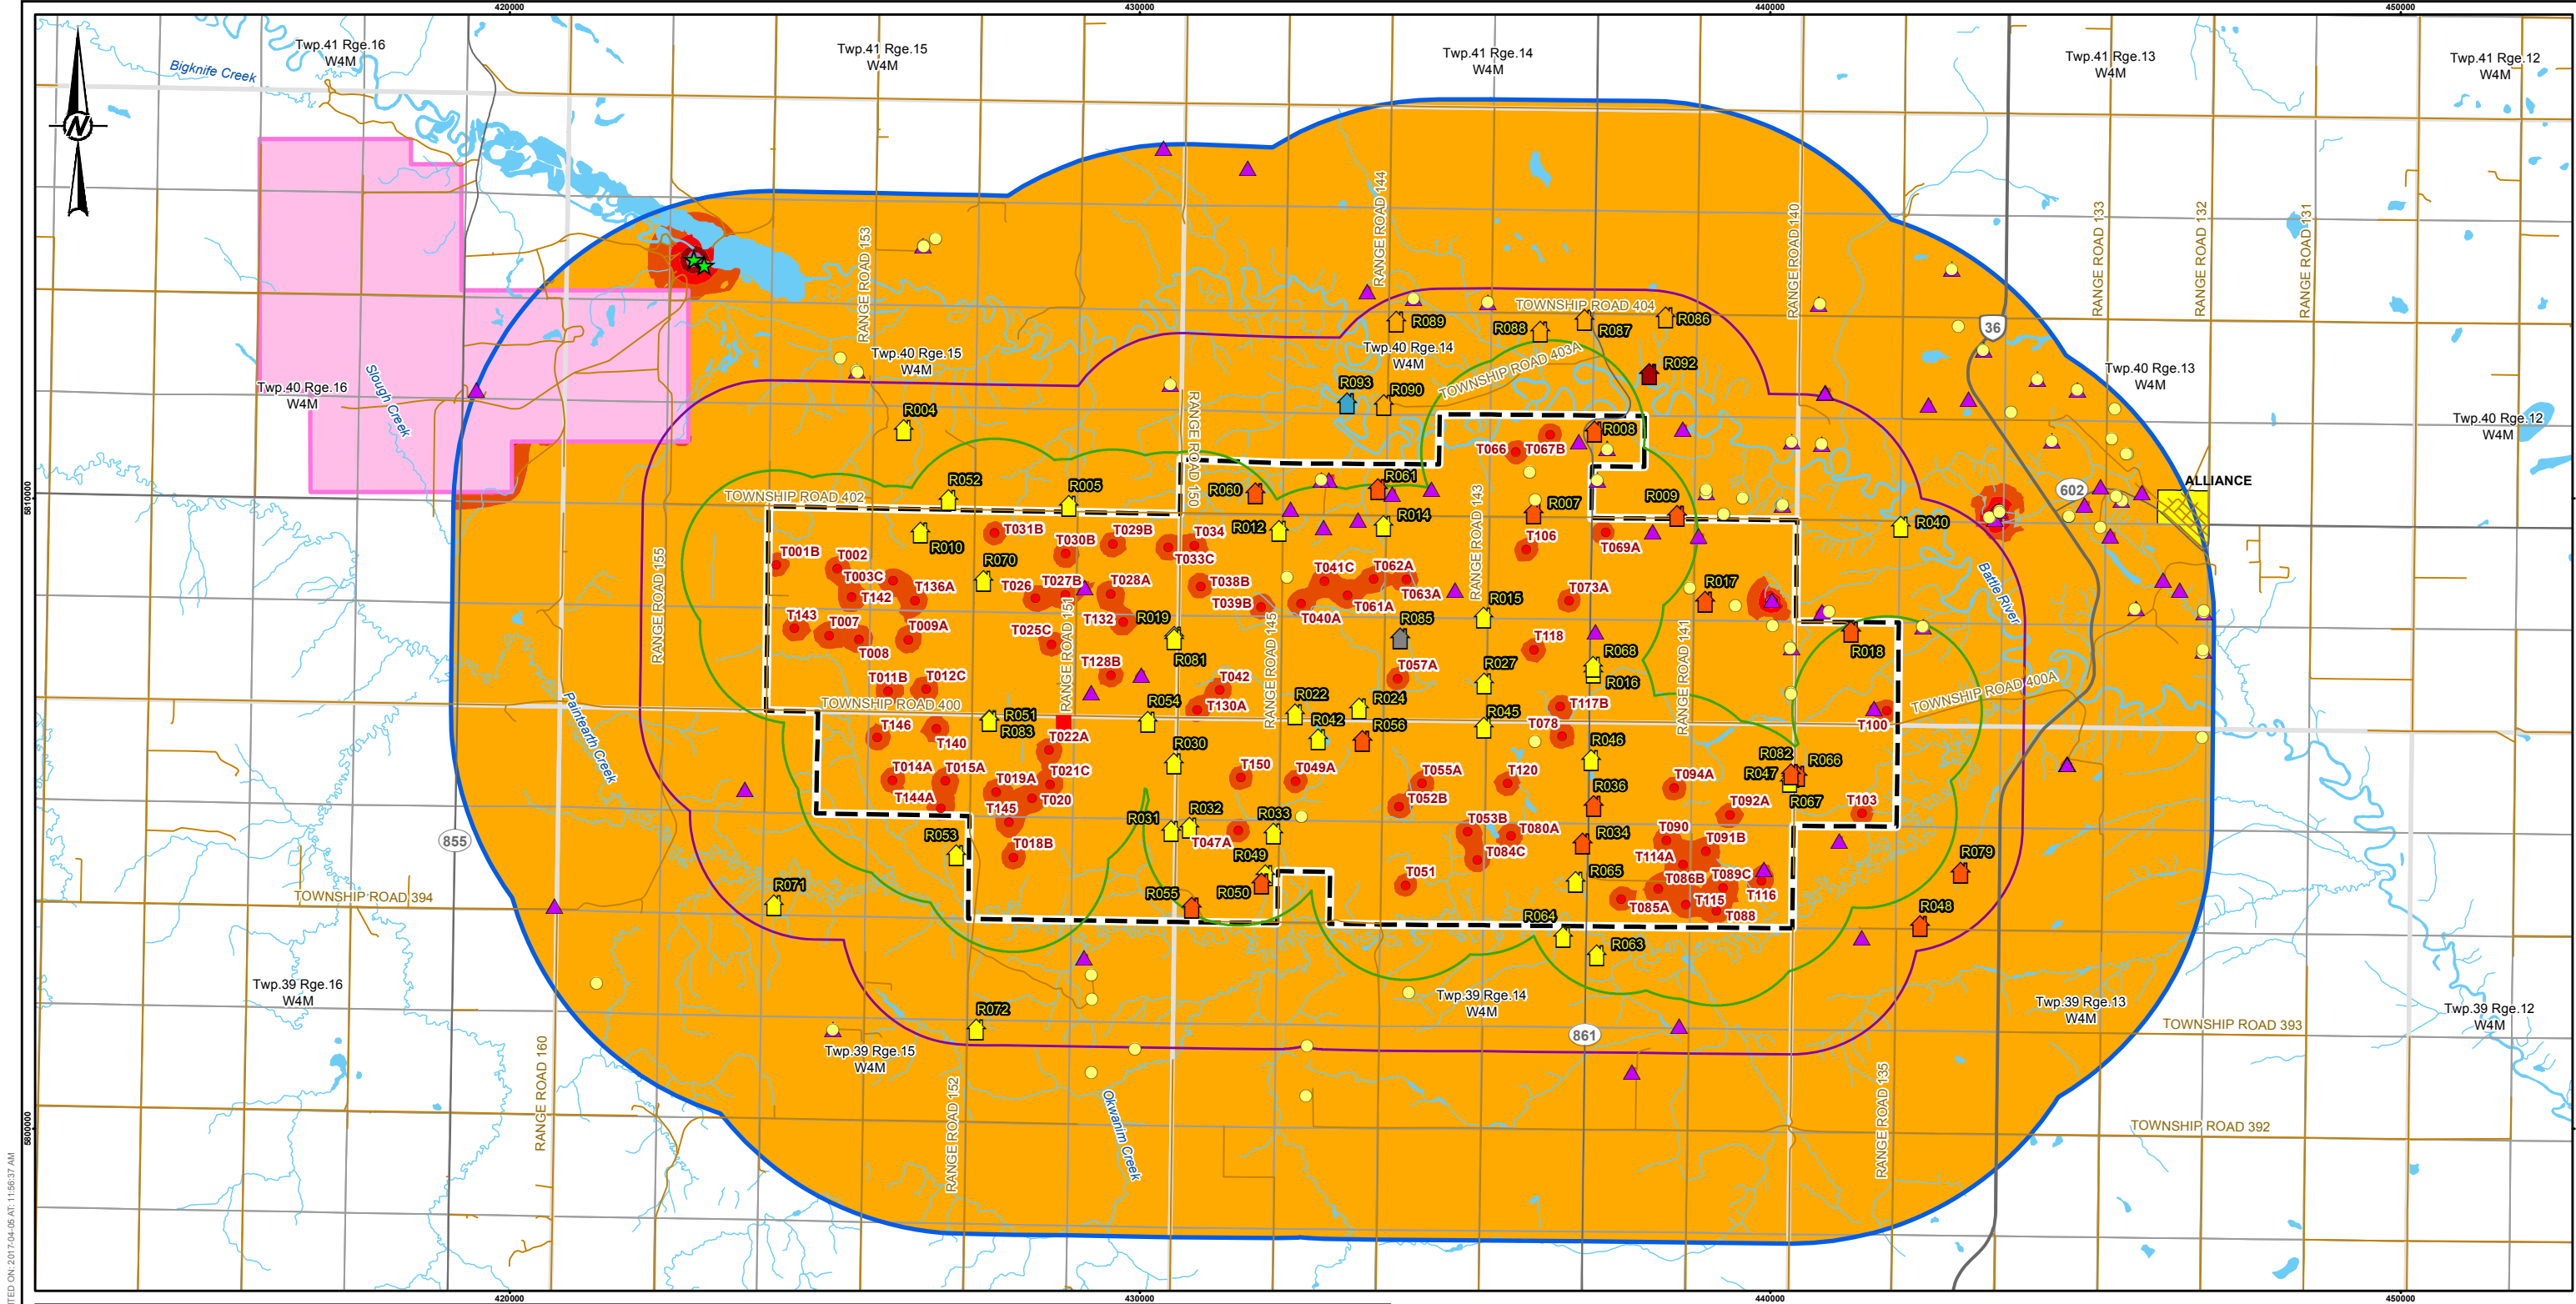 420000
430000
440000
450000
Twp.41 Rge.16
W4M
Twp.41 Rge.15
W4M
Twp.41 Rge.14
W4M
Twp.41 Rge.13
W4M
Twp.41 Rge.12
W4M
Bigknife Creek
N
RANGE ROAD 153
RANGE ROAD 144
RANGE ROAD 140
RANGE ROAD 133
RANGE ROAD 132
RANGE ROAD 131
TOWNSHIP ROAD 404
36
R089
R088
R087
R086
Twp.40 Rge.15
W4M
Twp.40 Rge.14
W4M
TOWNSHIP ROAD 403A
R092
Twp.40 Rge.13
W4M
Twp.40 Rge.16
W4M
Slough Creek
R093
R090
R004
RANGE ROAD 150
Twp.40 Rge.12
W4M
R008
T066
T067B
R052
R005
R060
R061
RANGE ROAD 143
R007
R009
602
ALLIANCE
5810000
TOWNSHIP ROAD 402
R010
T031B
T030B
T029B
T034
T033C
R012
R014
T106
T069A
R040
T001B
T002
T003C
T142
T136A
R070
T026
T027B
T028A
T038B
T039B
T041C
T062A
T063A
T061A
T040A
T073A
R017
R015
Battle River
T143
T007
T008
T009A
T025C
T132
R019
R081
R085
T118
R018
RANGE ROAD 155
RANGE ROAD 151
RANGE ROAD 145
RANGE ROAD 141
T011B
T012C
T128B
T042
T130A
T057A
R027
R068
R016
Paintearth Creek
TOWNSHIP ROAD 400
TOWNSHIP ROAD 400A
R051
R083
R054
R022
R024
R042
R056
R045
T117B
T078
T100
T146
T140
T022A
R030
R046
R082
R066
R047
R067
T014A
T015A
T019A
T021C
T020
T144A
T145
T150
T049A
T055A
T052B
T120
R036
T094A
T092A
T103
855
R053
T018B
R031
R032
T047A
R033
T053B
T080A
T084C
R034
T090
T091B
T114A
R049
R050
R055
T051
R065
T086B
T089C
T116
T085A
T115
T088
R079
R071
TOWNSHIP ROAD 394
R064
R063
R048
Twp.39 Rge.16
W4M
R072
Twp.39 Rge.15
W4M
Twp.39 Rge.14
W4M
Twp.39 Rge.13
W4M
Twp.39 Rge.12
W4M
TOWNSHIP ROAD 393
861
RANGE ROAD 160
RANGE ROAD 152
Okwanim Creek
RANGE ROAD 135
TOWNSHIP ROAD 392
5800000
TED ON: 2017-04-05 AT: 11:56:37 AM
420000
430000
440000
450000